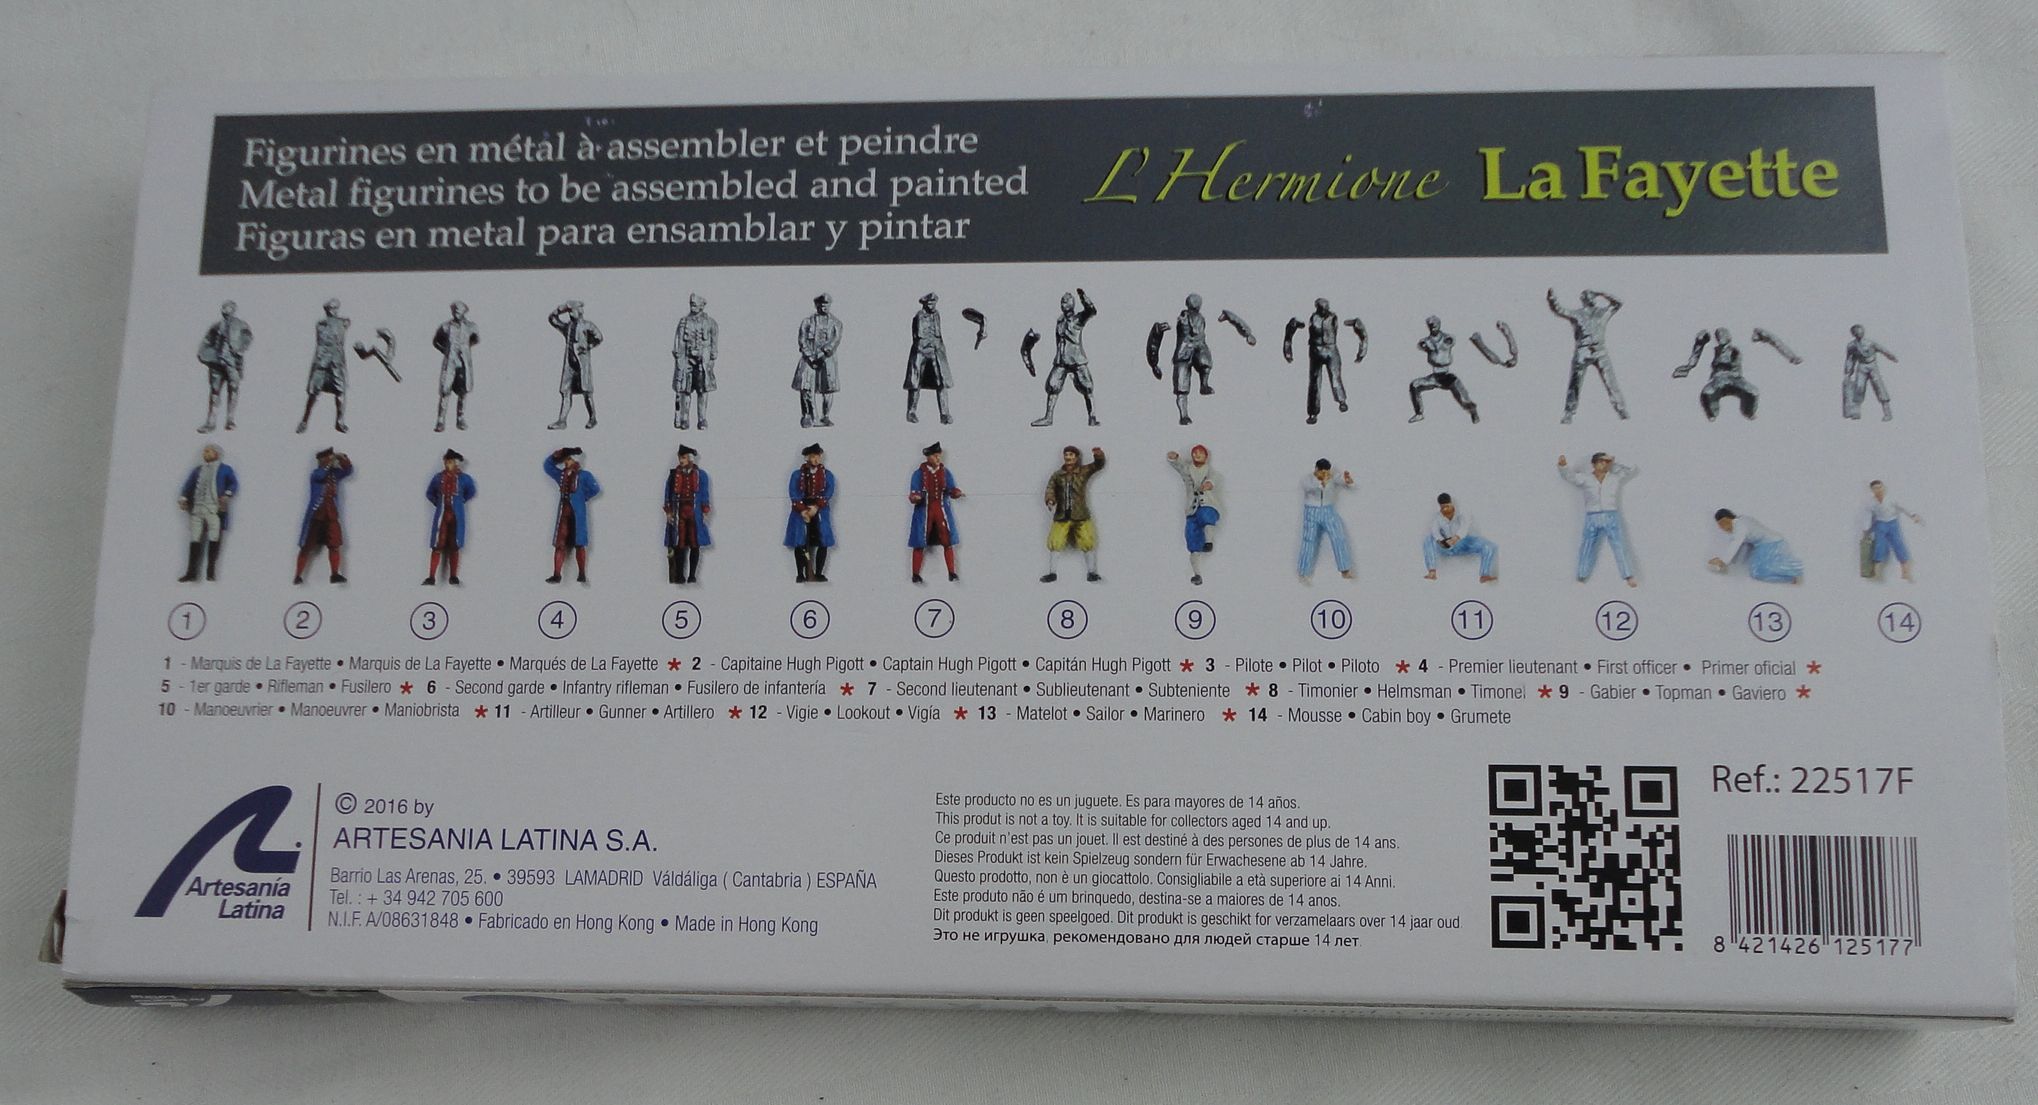 Figurines en métal à assembler et peindre
Metal figurines to be assembled and painted
Figuras en metal para ensamblar y pintar
L'Hermione La Fayette
1 2 3 4 5 6 7 8 9 10 11 12 13 14
1 - Marquis de La Fayette • Marquis de La Fayette • Marqués de La Fayette * 2 - Capitaine Hugh Pigott • Captain Hugh Pigott • Capitán Hugh Pigott * 3 - Pilote • Pilot • Piloto * 4 - Premier lieutenant • First officer • Primer oficial *
5 - 1er garde • Rifleman • Fusilero * 6 - Second garde • Infantry rifleman • Fusilero de infantería * 7 - Second lieutenant • Sublieutenant • Subteniente * 8 - Timonier • Helmsman • Timonel * 9 - Gabier • Topman • Gaviero *
10 - Manoeuvrier • Manoeuvrer • Maniobrista * 11 - Artilleur • Gunner • Artillero * 12 - Vigie • Lookout • Vigía * 13 - Matelot • Sailor • Marinero * 14 - Mousse • Cabin boy • Grumete
Artesanía
Latina
© 2016 by
ARTESANIA LATINA S.A.
Barrio Las Arenas, 25. • 39593 LAMADRID Váldáliga ( Cantabria ) ESPAÑA
Tel. : + 34 942 705 600
N.I.F. A/08631848 • Fabricado en Hong Kong • Made in Hong Kong
Este producto no es un juguete. Es para mayores de 14 años.
This produt is not a toy. It is suitable for collectors aged 14 and up.
Ce produit n'est pas un jouet. Il est destiné à des persones de plus de 14 ans.
Dieses Produkt ist kein Spielzeug sondern für Erwachesene ab 14 Jahre.
Questo prodotto, non è un giocattolo. Consigliabile a età superiore ai 14 Anni.
Este produto não é um brinquedo, destina-se a maiores de 14 anos.
Dit produkt is geen speelgoed. Dit produkt is geschikt for verzamelaars over 14 jaar oud.
Это не игрушка, рекомендовано для людей старше 14 лет.
Ref.: 22517F
8 421426 125177